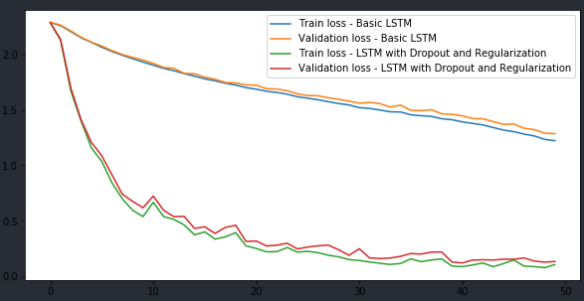 Train loss - Basic LSTM
Validation loss - Basic LSTM
Train loss - LSTM with Dropout and Regularization
Validation loss - LSTM with Dropout and Regularization
2.0
1.5
1.0
0.5
0.0
0 10 20 30 40 50